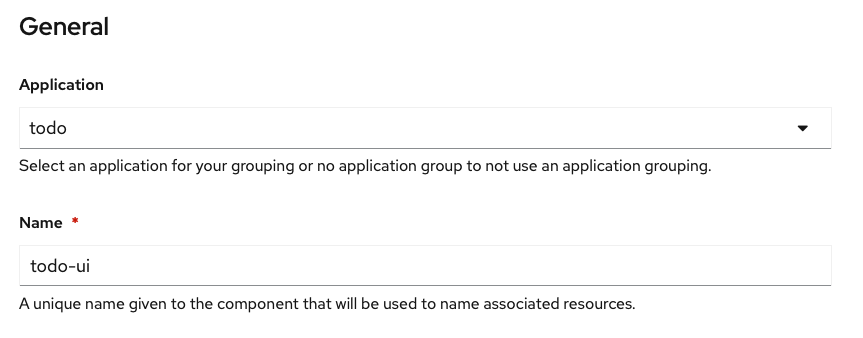 General
Application
todo
Select an application for your grouping or no application group to not use an application grouping.
Name *
todo-ui
A unique name given to the component that will be used to name associated resources.